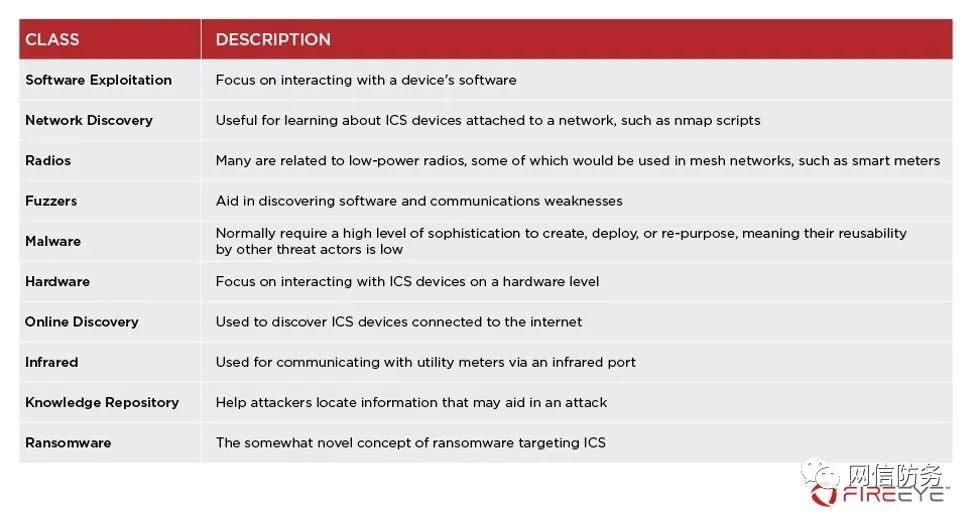 CLASS DESCRIPTION
Software Exploitation Focus on interacting with a device's software
Network Discovery Useful for learning about ICS devices attached to a network, such as nmap scripts
Radios Many are related to low-power radios, some of which would be used in mesh networks, such as smart meters
Fuzzers Aid in discovering software and communications weaknesses
Malware Normally require a high level of sophistication to create, deploy, or re-purpose, meaning their reusability
by other threat actors is low
Hardware Focus on interacting with ICS devices on a hardware level
Online Discovery Used to discover ICS devices connected to the internet
Infrared Used for communicating with utility meters via an infrared port
Knowledge Repository Help attackers locate information that may aid in an attack
Ransomware The somewhat novel concept of ransomware targeting ICS
网信防务
FIREEYE™